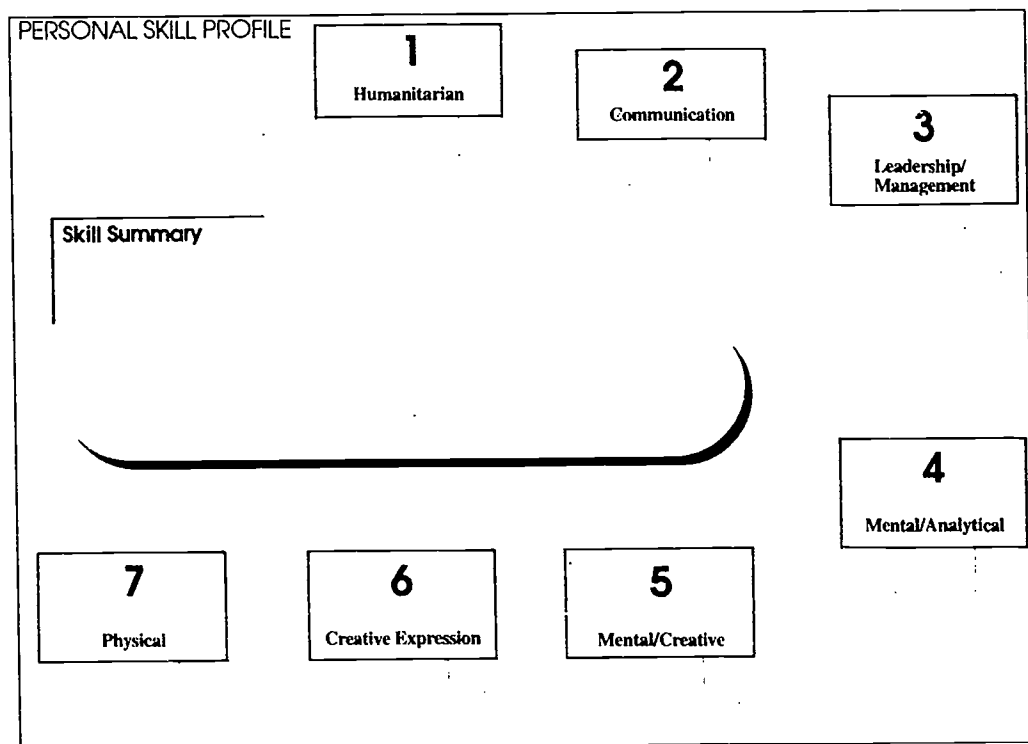 PERSONAL SKILL PROFILE
1
Humanitarian
2
Communication
3
Leadership/
Management
Skill Summary
4
Mental/Analytical
7
Physical
6
Creative Expression
5
Mental/Creative